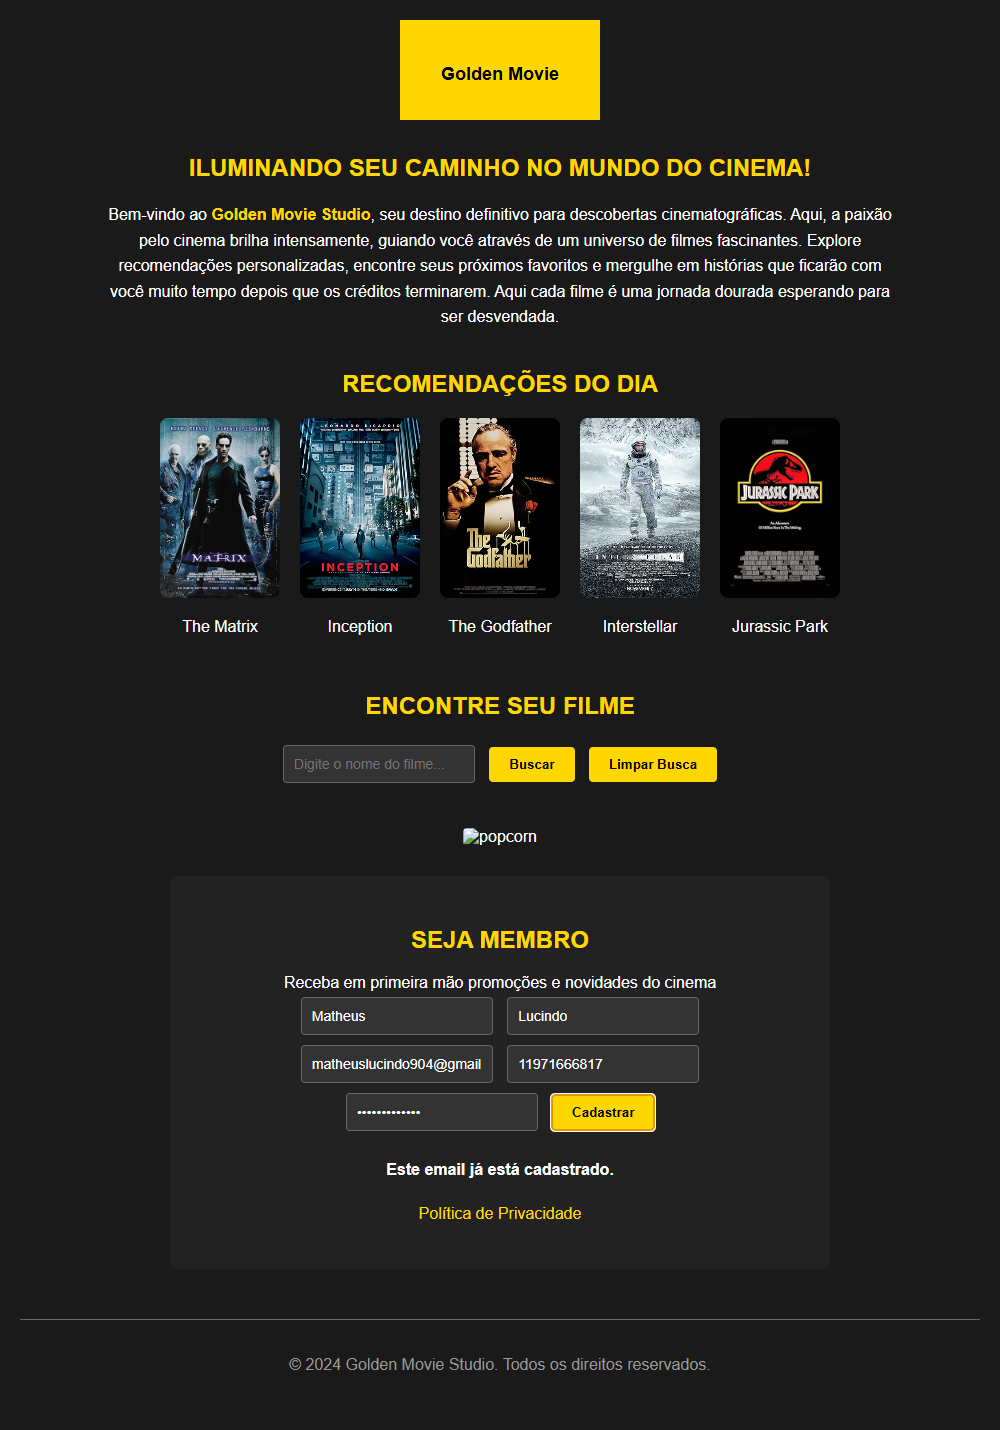 Golden Movie
ILUMINANDO SEU CAMINHO NO MUNDO DO CINEMA!
Bem-vindo ao Golden Movie Studio, seu destino definitivo para descobertas cinematográficas. Aqui, a paixão
pelo cinema brilha intensamente, guiando você através de um universo de filmes fascinantes. Explore
recomendações personalizadas, encontre seus próximos favoritos e mergulhe em histórias que ficarão com
você muito tempo depois que os créditos terminarem. Aqui cada filme é uma jornada dourada esperando para
ser desvendada.
RECOMENDAÇÕES DO DIA
MATRIX
LEONARDO DICAPRIO
INCEPTION
The Godfather
INTERSTELLAR
JURASSIC PARK
The Matrix
Inception
The Godfather
Interstellar
Jurassic Park
ENCONTRE SEU FILME
Digite o nome do filme...
Buscar
Limpar Busca
popcorn
SEJA MEMBRO
Receba em primeira mão promoções e novidades do cinema
Matheus
Lucindo
matheuslucindo904@gmail
11971666817
•••••••••••••
Cadastrar
Este email já está cadastrado.
Política de Privacidade
© 2024 Golden Movie Studio. Todos os direitos reservados.